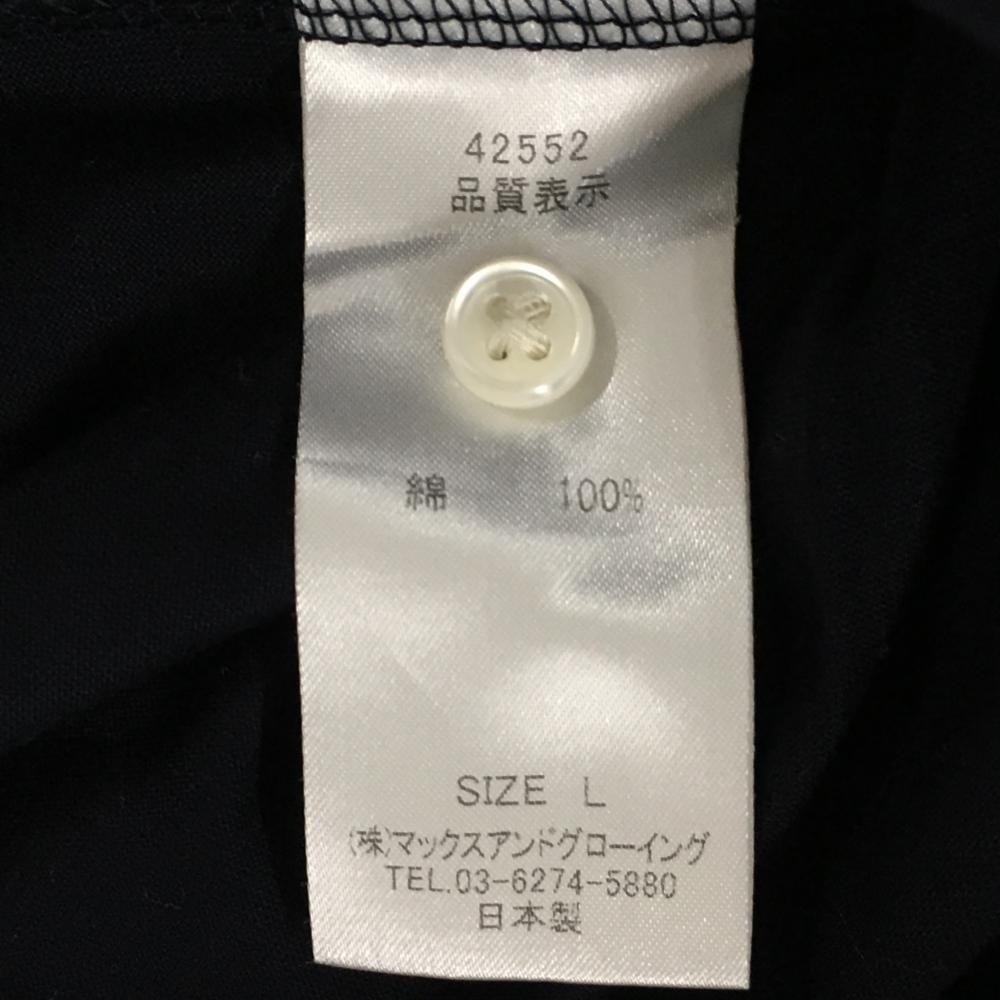 42552
品質表示
綿 100%
SIZE L
(株)マックスアンドグローイング
TEL.03-6274-5880
日本製